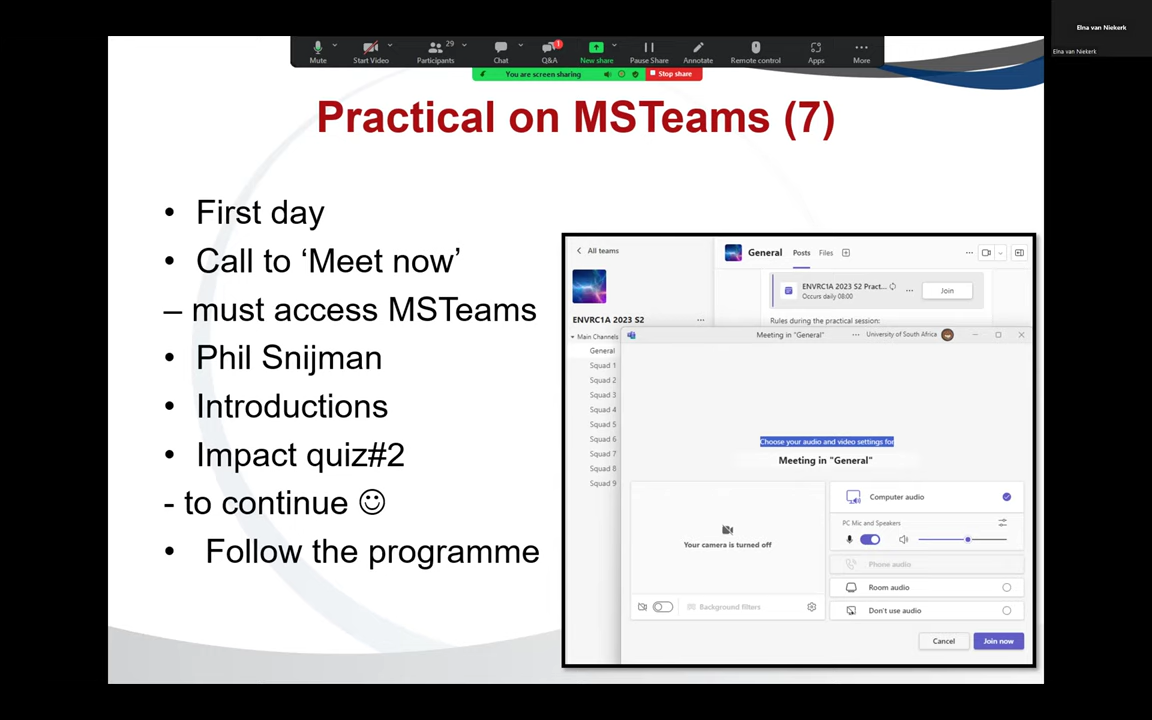 Elna van Niekerk
Elna van Niekerk
Mute
Start Video
29
Participants
Chat
1
Q&A
New share
Pause Share
Annotate
Remote control
Apps
More
You are screen sharing
Stop share
Practical on MSTeams (7)
• First day
• Call to ‘Meet now’
– must access MSTeams
• Phil Snijman
• Introductions
• Impact quiz#2
- to continue ☺
• Follow the programme
All teams
ENVRC1A 2023 S2
Main Channels
General
Squad 1
Squad 2
Squad 3
Squad 4
Squad 5
Squad 6
Squad 7
Squad 8
Squad 9
General Posts Files
ENVRC1A 2023 S2 Pract...
Occurs daily 08:00
Join
Rules during the practical session:
Meeting in "General"
University of South Africa
Choose your audio and video settings for
Meeting in "General"
Your camera is turned off
Background filters
Computer audio
PC Mic and Speakers
Phone audio
Room audio
Don't use audio
Cancel
Join now